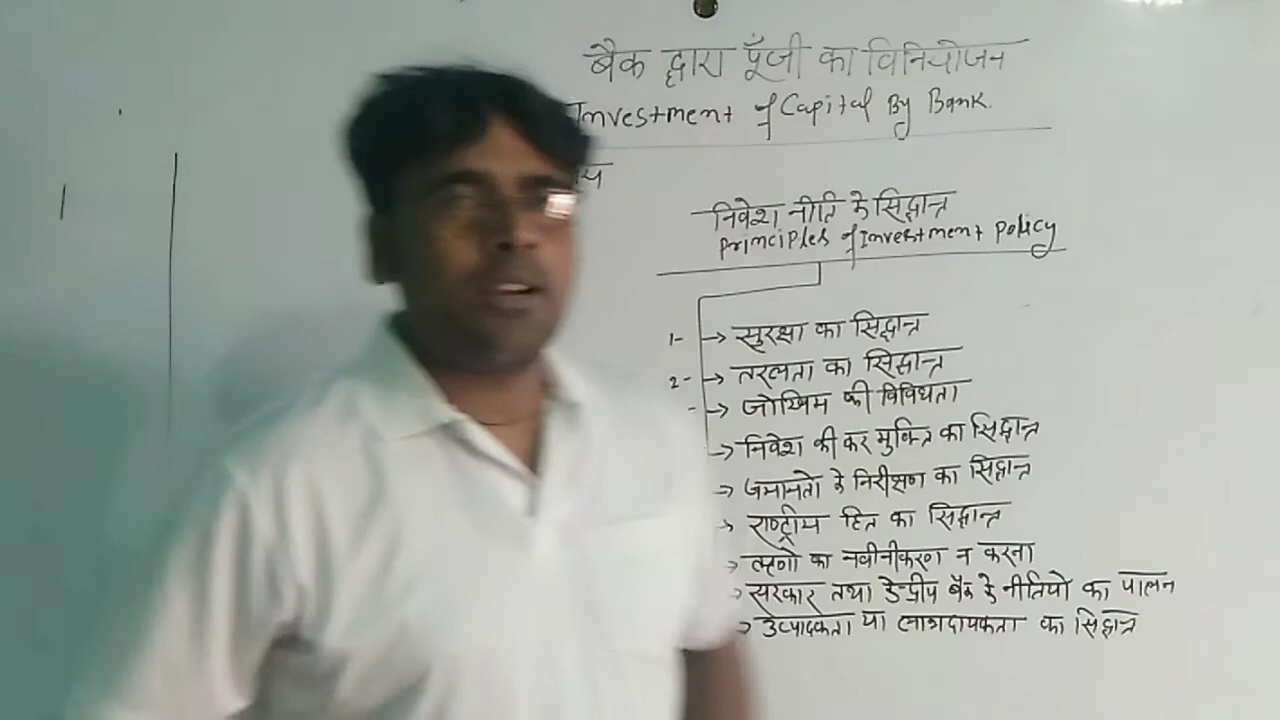 बैंक द्वारा पूँजी का विनियोजन
Investment of Capital By Bank.
निवेश नीति के सिद्धान्त
Principles of Investment Policy
1- → सुरक्षा का सिद्धान्त
2- → तरलता का सिद्धान्त
- → जोखिम की विविधता
→ निवेश की कर मुक्ति का सिद्धान्त
→ जमानतो के निरीक्षण का सिद्धान्त
→ राष्ट्रीय हित का सिद्धान्त
→ ऋणो का नवीनीकरण न करना
→ सरकार तथा केन्द्रीय बैंक के नीतियो का पालन
→ उत्पादकता या लाभदायकता का सिद्धान्त